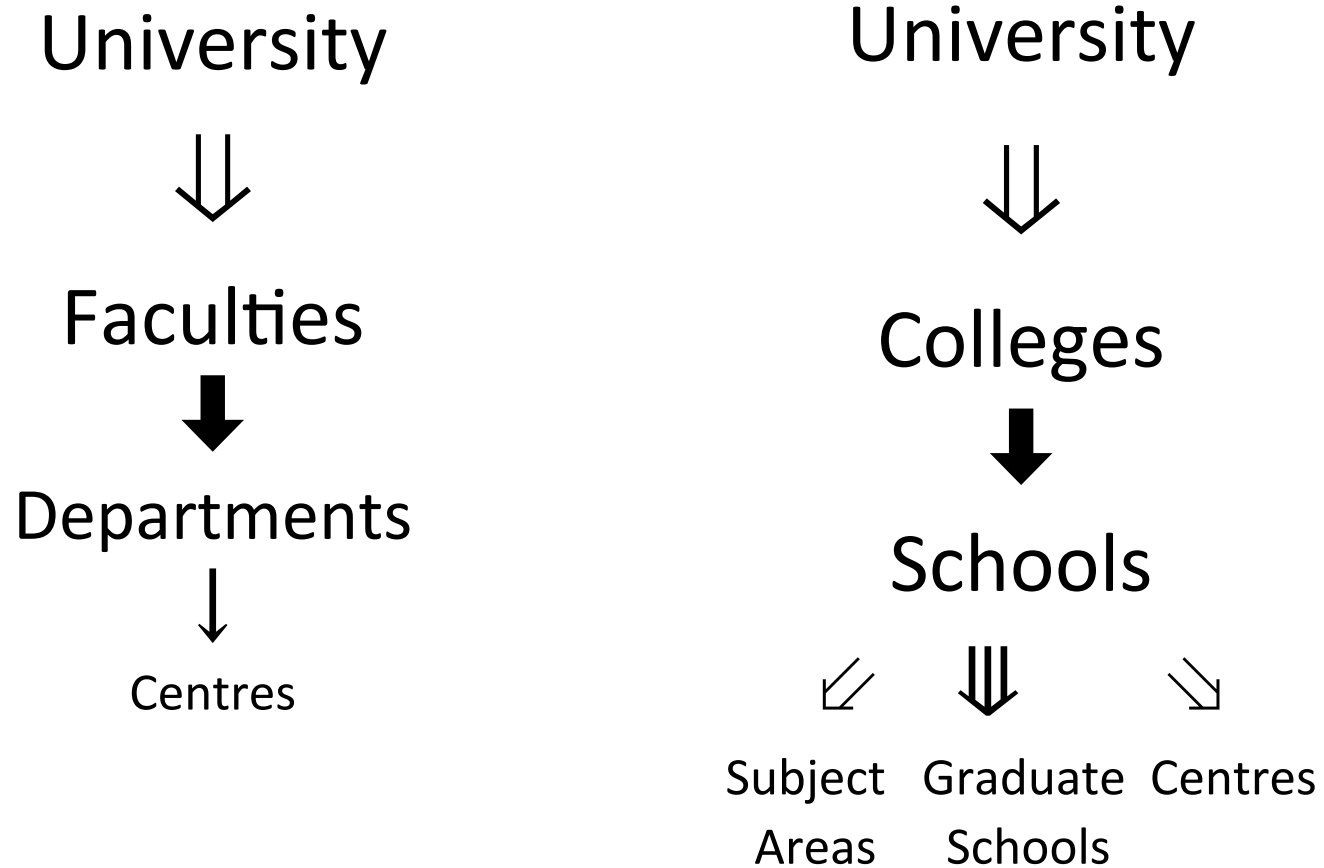 University
Faculties
Departments
Centres
University
Colleges
Schools
Subject
Areas
Graduate
Schools
Centres